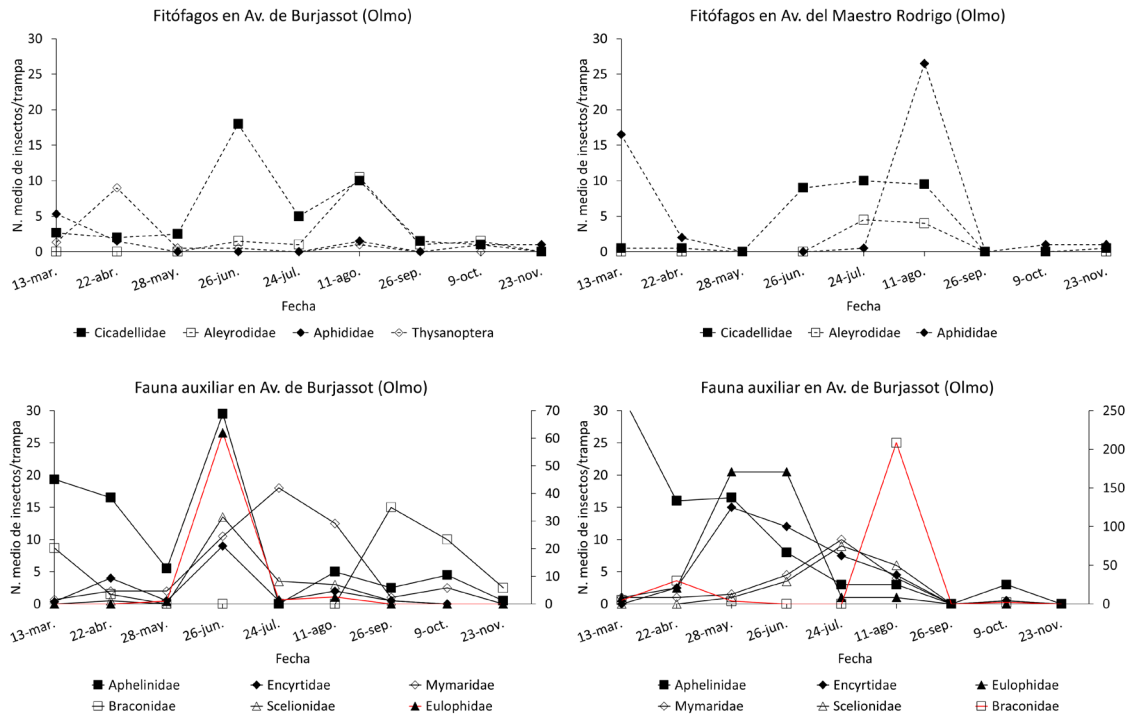 Fitófagos en Av. de Burjassot (Olmo)
N. medio de insectos/trampa
30
25
20
15
10
5
0
13-mar. 22-abr. 28-may. 26-jun. 24-jul. 11-ago. 26-sep. 9-oct. 23-nov.
Fecha
Cicadellidae Aleyrodidae Aphididae Thysanoptera
Fitófagos en Av. del Maestro Rodrigo (Olmo)
N. medio de insectos/trampa
30
25
20
15
10
5
0
13-mar. 22-abr. 28-may. 26-jun. 24-jul. 11-ago. 26-sep. 9-oct. 23-nov.
Fecha
Cicadellidae Aleyrodidae Aphididae
Fauna auxiliar en Av. de Burjassot (Olmo)
N. medio de insectos/trampa
30
25
20
15
10
5
0
70
60
50
40
30
20
10
0
13-mar. 22-abr. 28-may. 26-jun. 24-jul. 11-ago. 26-sep. 9-oct. 23-nov.
Fecha
Aphelinidae Encyrtidae Mymaridae
Braconidae Scelionidae Eulophidae
Fauna auxiliar en Av. de Burjassot (Olmo)
N. medio de insectos/trampa
30
25
20
15
10
5
0
250
200
150
100
50
0
13-mar. 22-abr. 28-may. 26-jun. 24-jul. 11-ago. 26-sep. 9-oct. 23-nov.
Fecha
Aphelinidae Encyrtidae Eulophidae
Mymaridae Scelionidae Braconidae